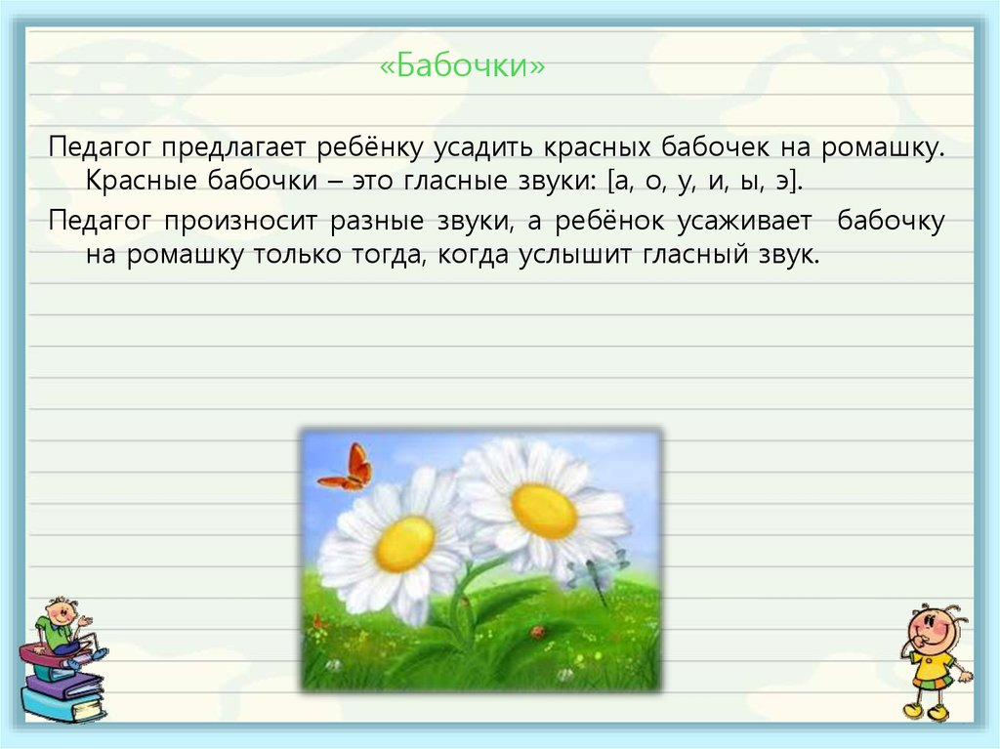 «Бабочки»
Педагог предлагает ребёнку усадить красных бабочек на ромашку.
Красные бабочки – это гласные звуки: [а, о, у, и, ы, э].
Педагог произносит разные звуки, а ребёнок усаживает бабочку
на ромашку только тогда, когда услышит гласный звук.